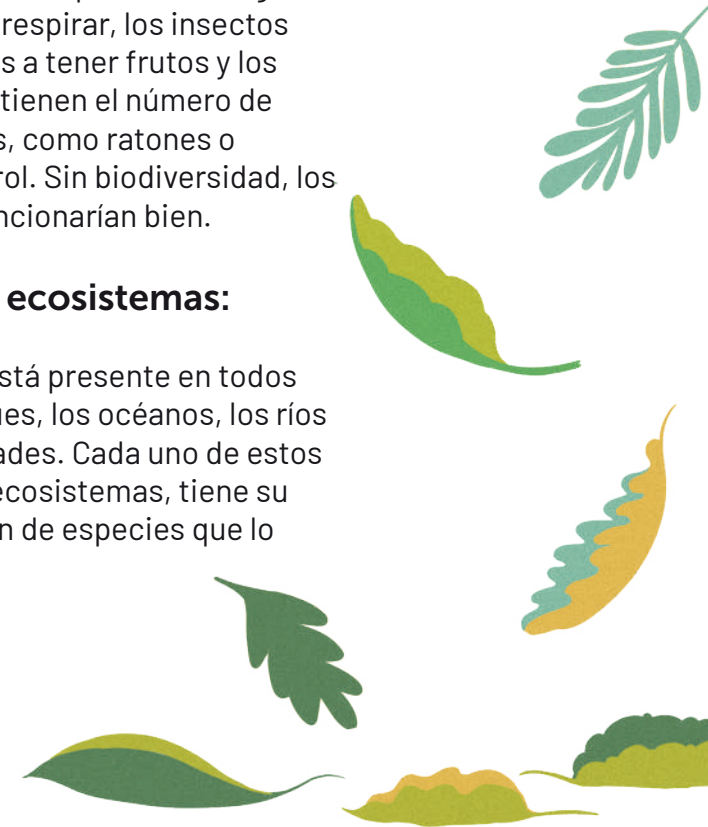 respirar, los insectos
s a tener frutos y los
tienen el número de
s, como ratones o
rol. Sin biodiversidad, los
ncionarían bien.
ecosistemas:
stá presente en todos
es, los océanos, los ríos
ades. Cada uno de estos
ecosistemas, tiene su
n de especies que lo